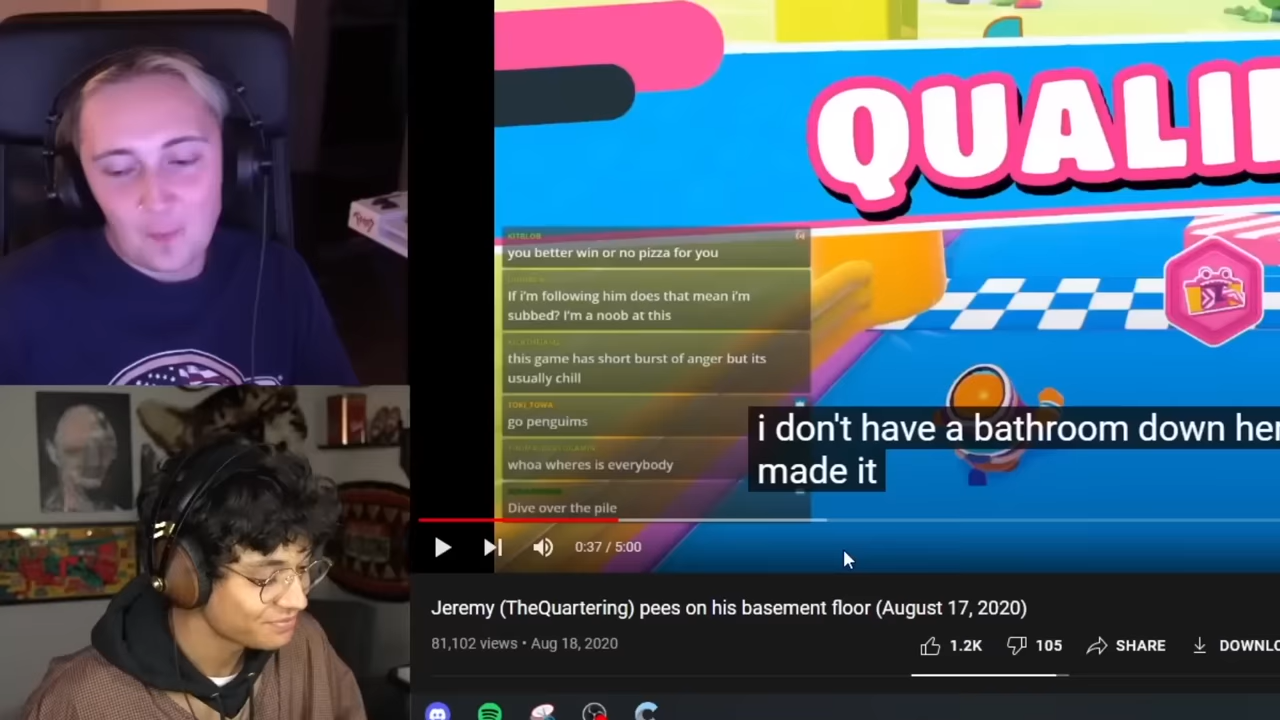 QUALI
you better win or no pizza for you
If i'm following him does that mean i'm
subbed? I'm a noob at this
this game has short burst of anger but its
usually chill
TOKI_TOWA
go penguims
whoa wheres is everybody
Dive over the pile
i don't have a bathroom down her
made it
0:37 / 5:00
Jeremy (TheQuartering) pees on his basement floor (August 17, 2020)
81,102 views • Aug 18, 2020
1.2K
105
SHARE
DOWNLO